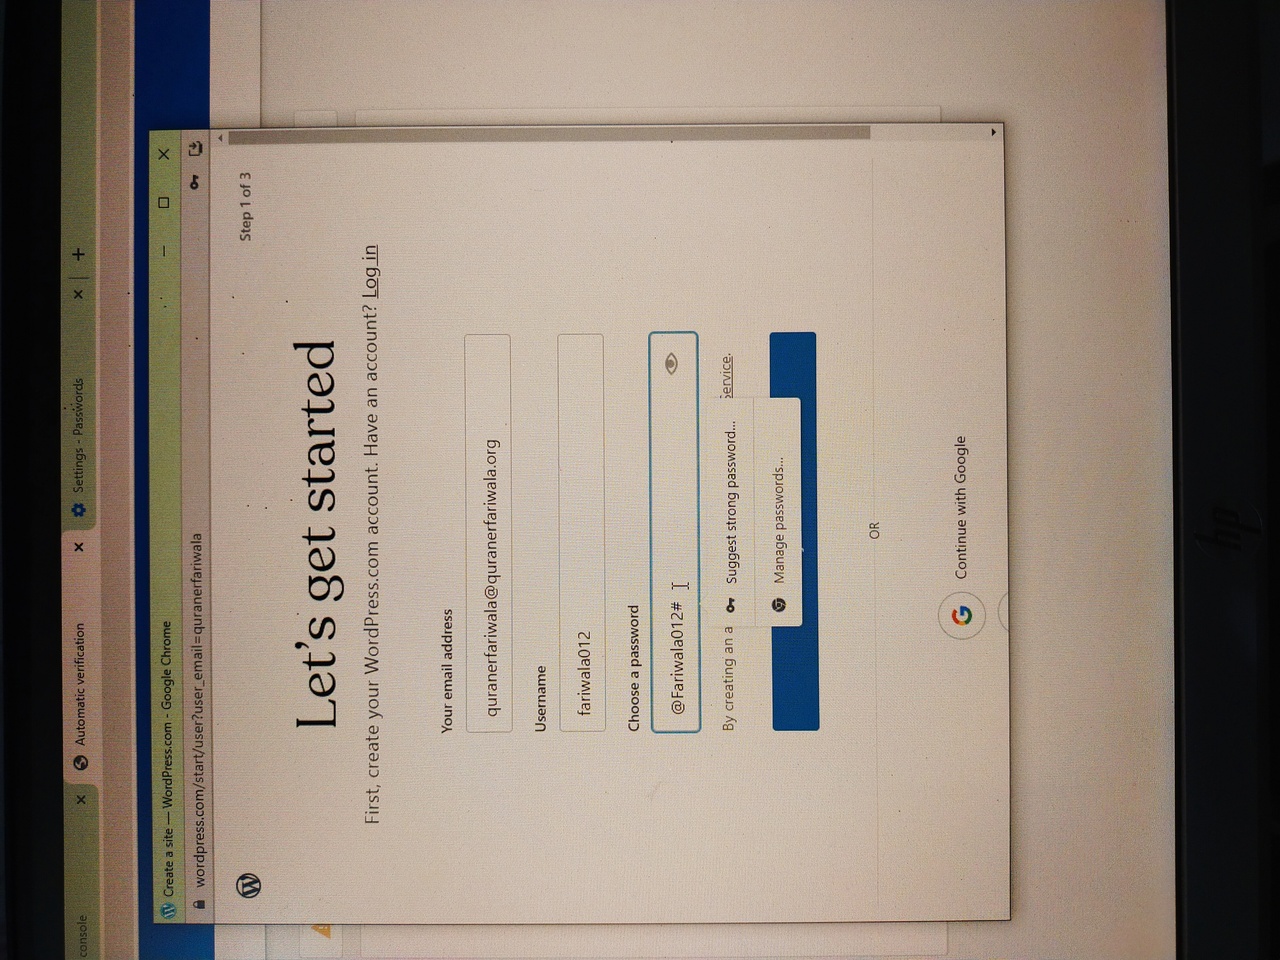 console
Automatic verification
Settings - Passwords
Create a site — WordPress.com - Google Chrome
wordpress.com/start/user?user_email=quranerfariwala
Step 1 of 3
Let's get started
First, create your WordPress.com account. Have an account? Log in
Your email address
quranerfariwala@quranerfariwala.org
Username
fariwala012
Choose a password
@Fariwala012#
By creating an a
Service.
Suggest strong password...
Manage passwords...
OR
Continue with Google
hp